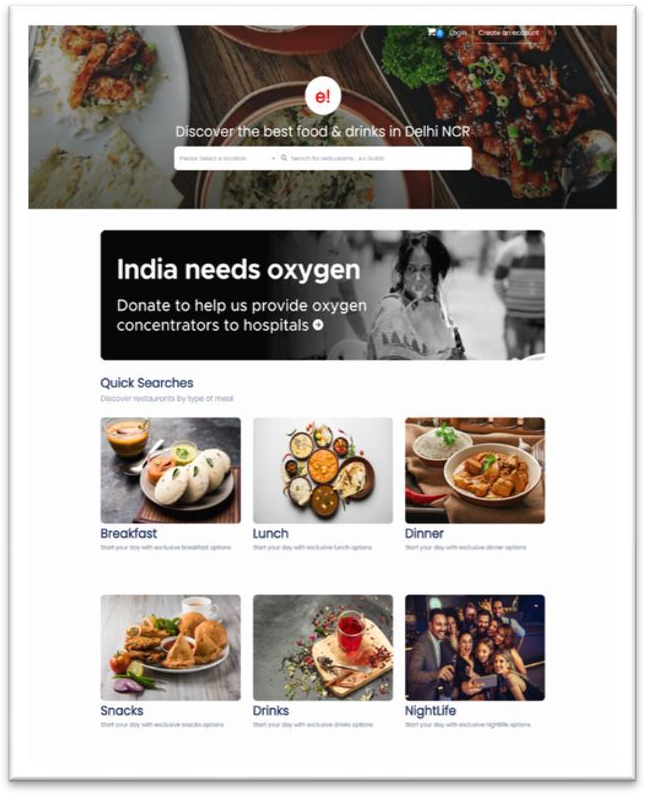 0 Login Create an account
e!
Discover the best food & drinks in Delhi NCR
Please Select a location Search for restaurants,
India needs oxygen
Donate to help us provide oxygen
concentrators to hospitals
Quick Searches
Discover restaurants by type of meal
Breakfast Lunch Dinner
Start your day with exclusive breakfast options Start your day with exclusive lunch options Start your day with exclusive dinner options
Snacks Drinks NightLife
Start your day with exclusive snacks options Start your day with exclusive drinks options Start your day with exclusive nightlife options